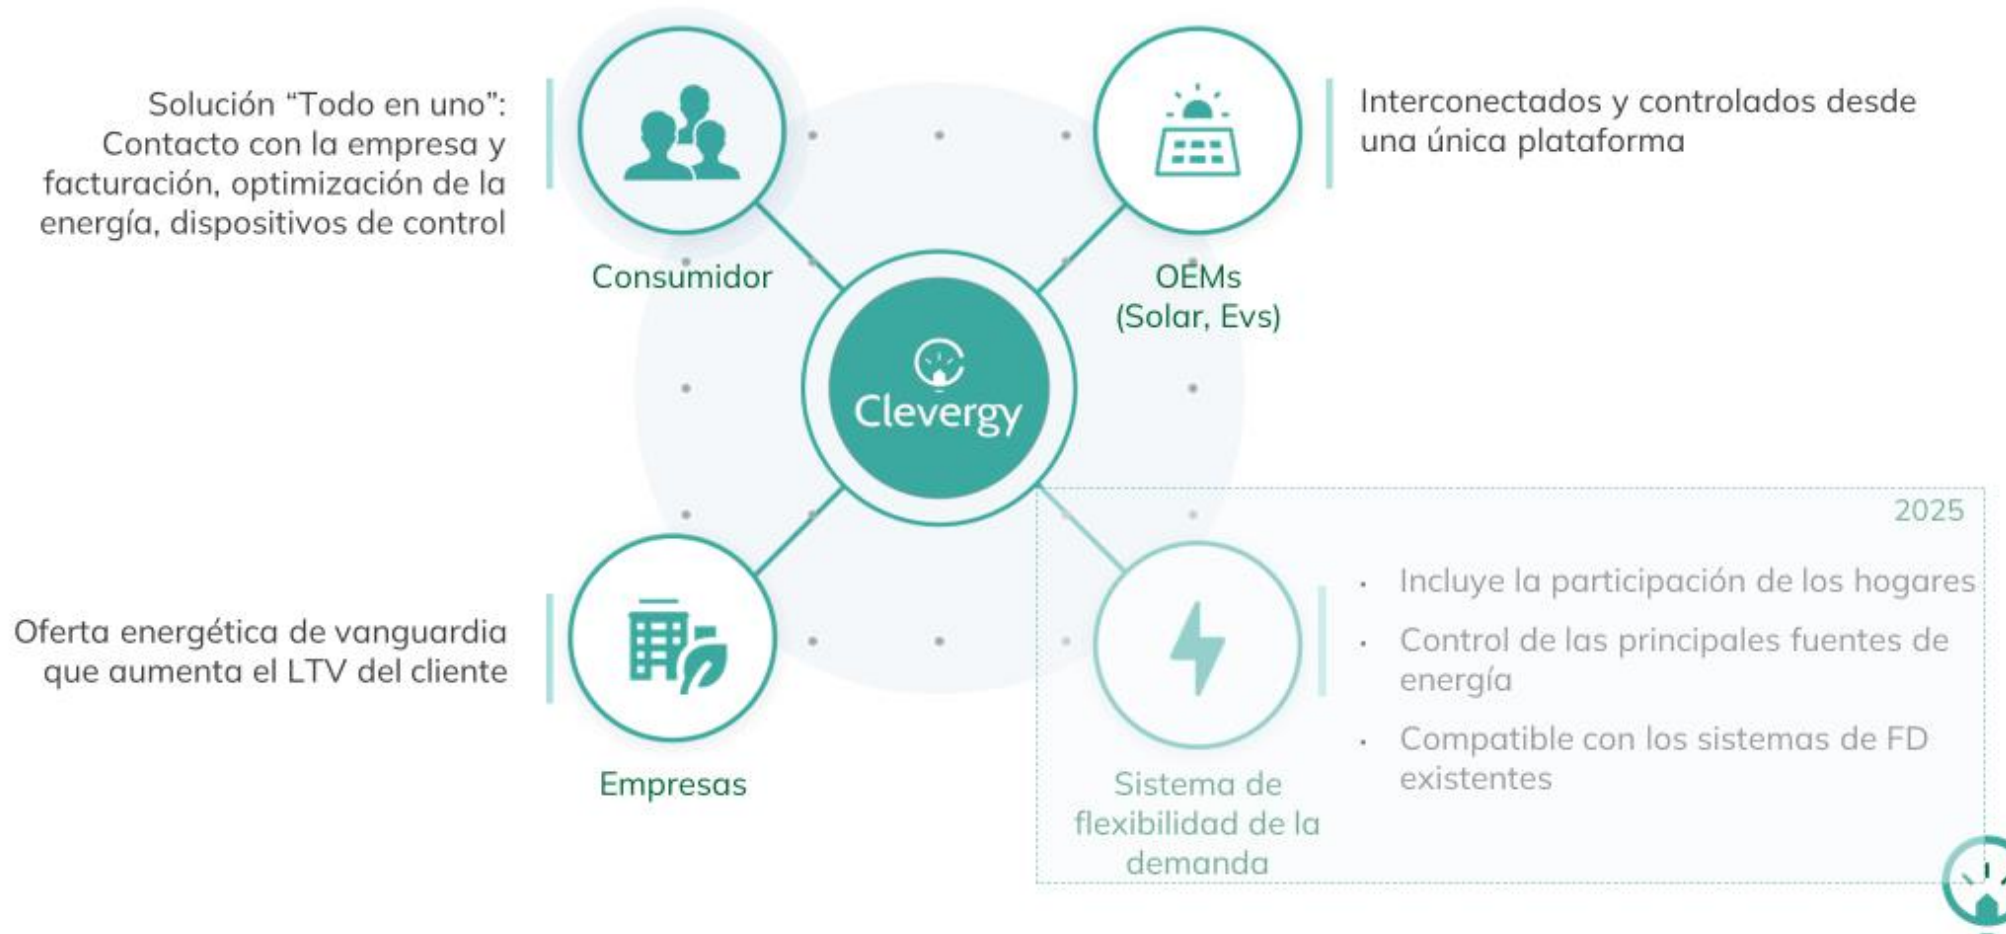 Solución “Todo en uno”:
Contacto con la empresa y
facturación, optimización de la
energía, dispositivos de control
Consumidor
OEMs
(Solar, Evs)
Interconectados y controlados desde
una única plataforma
Clevergy
Oferta energética de vanguardia
que aumenta el LTV del cliente
Empresas
2025
Sistema de
flexibilidad de la
demanda
· Incluye la participación de los hogares
· Control de las principales fuentes de
energía
· Compatible con los sistemas de FD
existentes